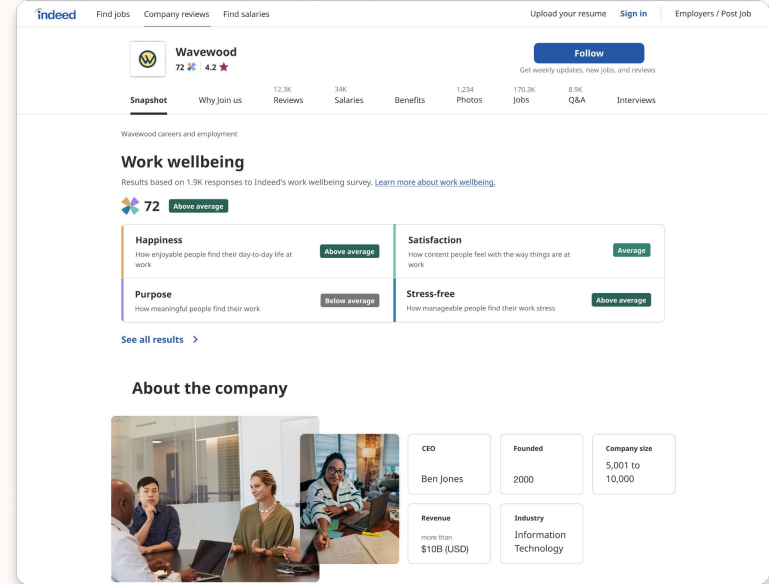 indeed Find jobs Company reviews Find salaries Upload your resume Sign in Employers / Post Job
Wavewood
72 4.2
Follow
Get weekly updates, new jobs, and reviews
Snapshot
Why Join us
12.3K
Reviews
34K
Salaries
Benefits
1,234
Photos
170.3K
Jobs
8.9K
Q&A
Interviews
Wavewood careers and employment
Work wellbeing
Results based on 1.9K responses to Indeed's work wellbeing survey. Learn more about work wellbeing.
72 Above average
Happiness
How enjoyable people find their day-to-day life at
work
Above average
Satisfaction
How content people feel with the way things are at
work
Average
Purpose
How meaningful people find their work
Below average
Stress-free
How manageable people find their work stress
Above average
See all results
About the company
CEO
Ben Jones
Founded
2000
Company size
5,001 to
10,000
Revenue
more than
$10B (USD)
Industry
Information
Technology